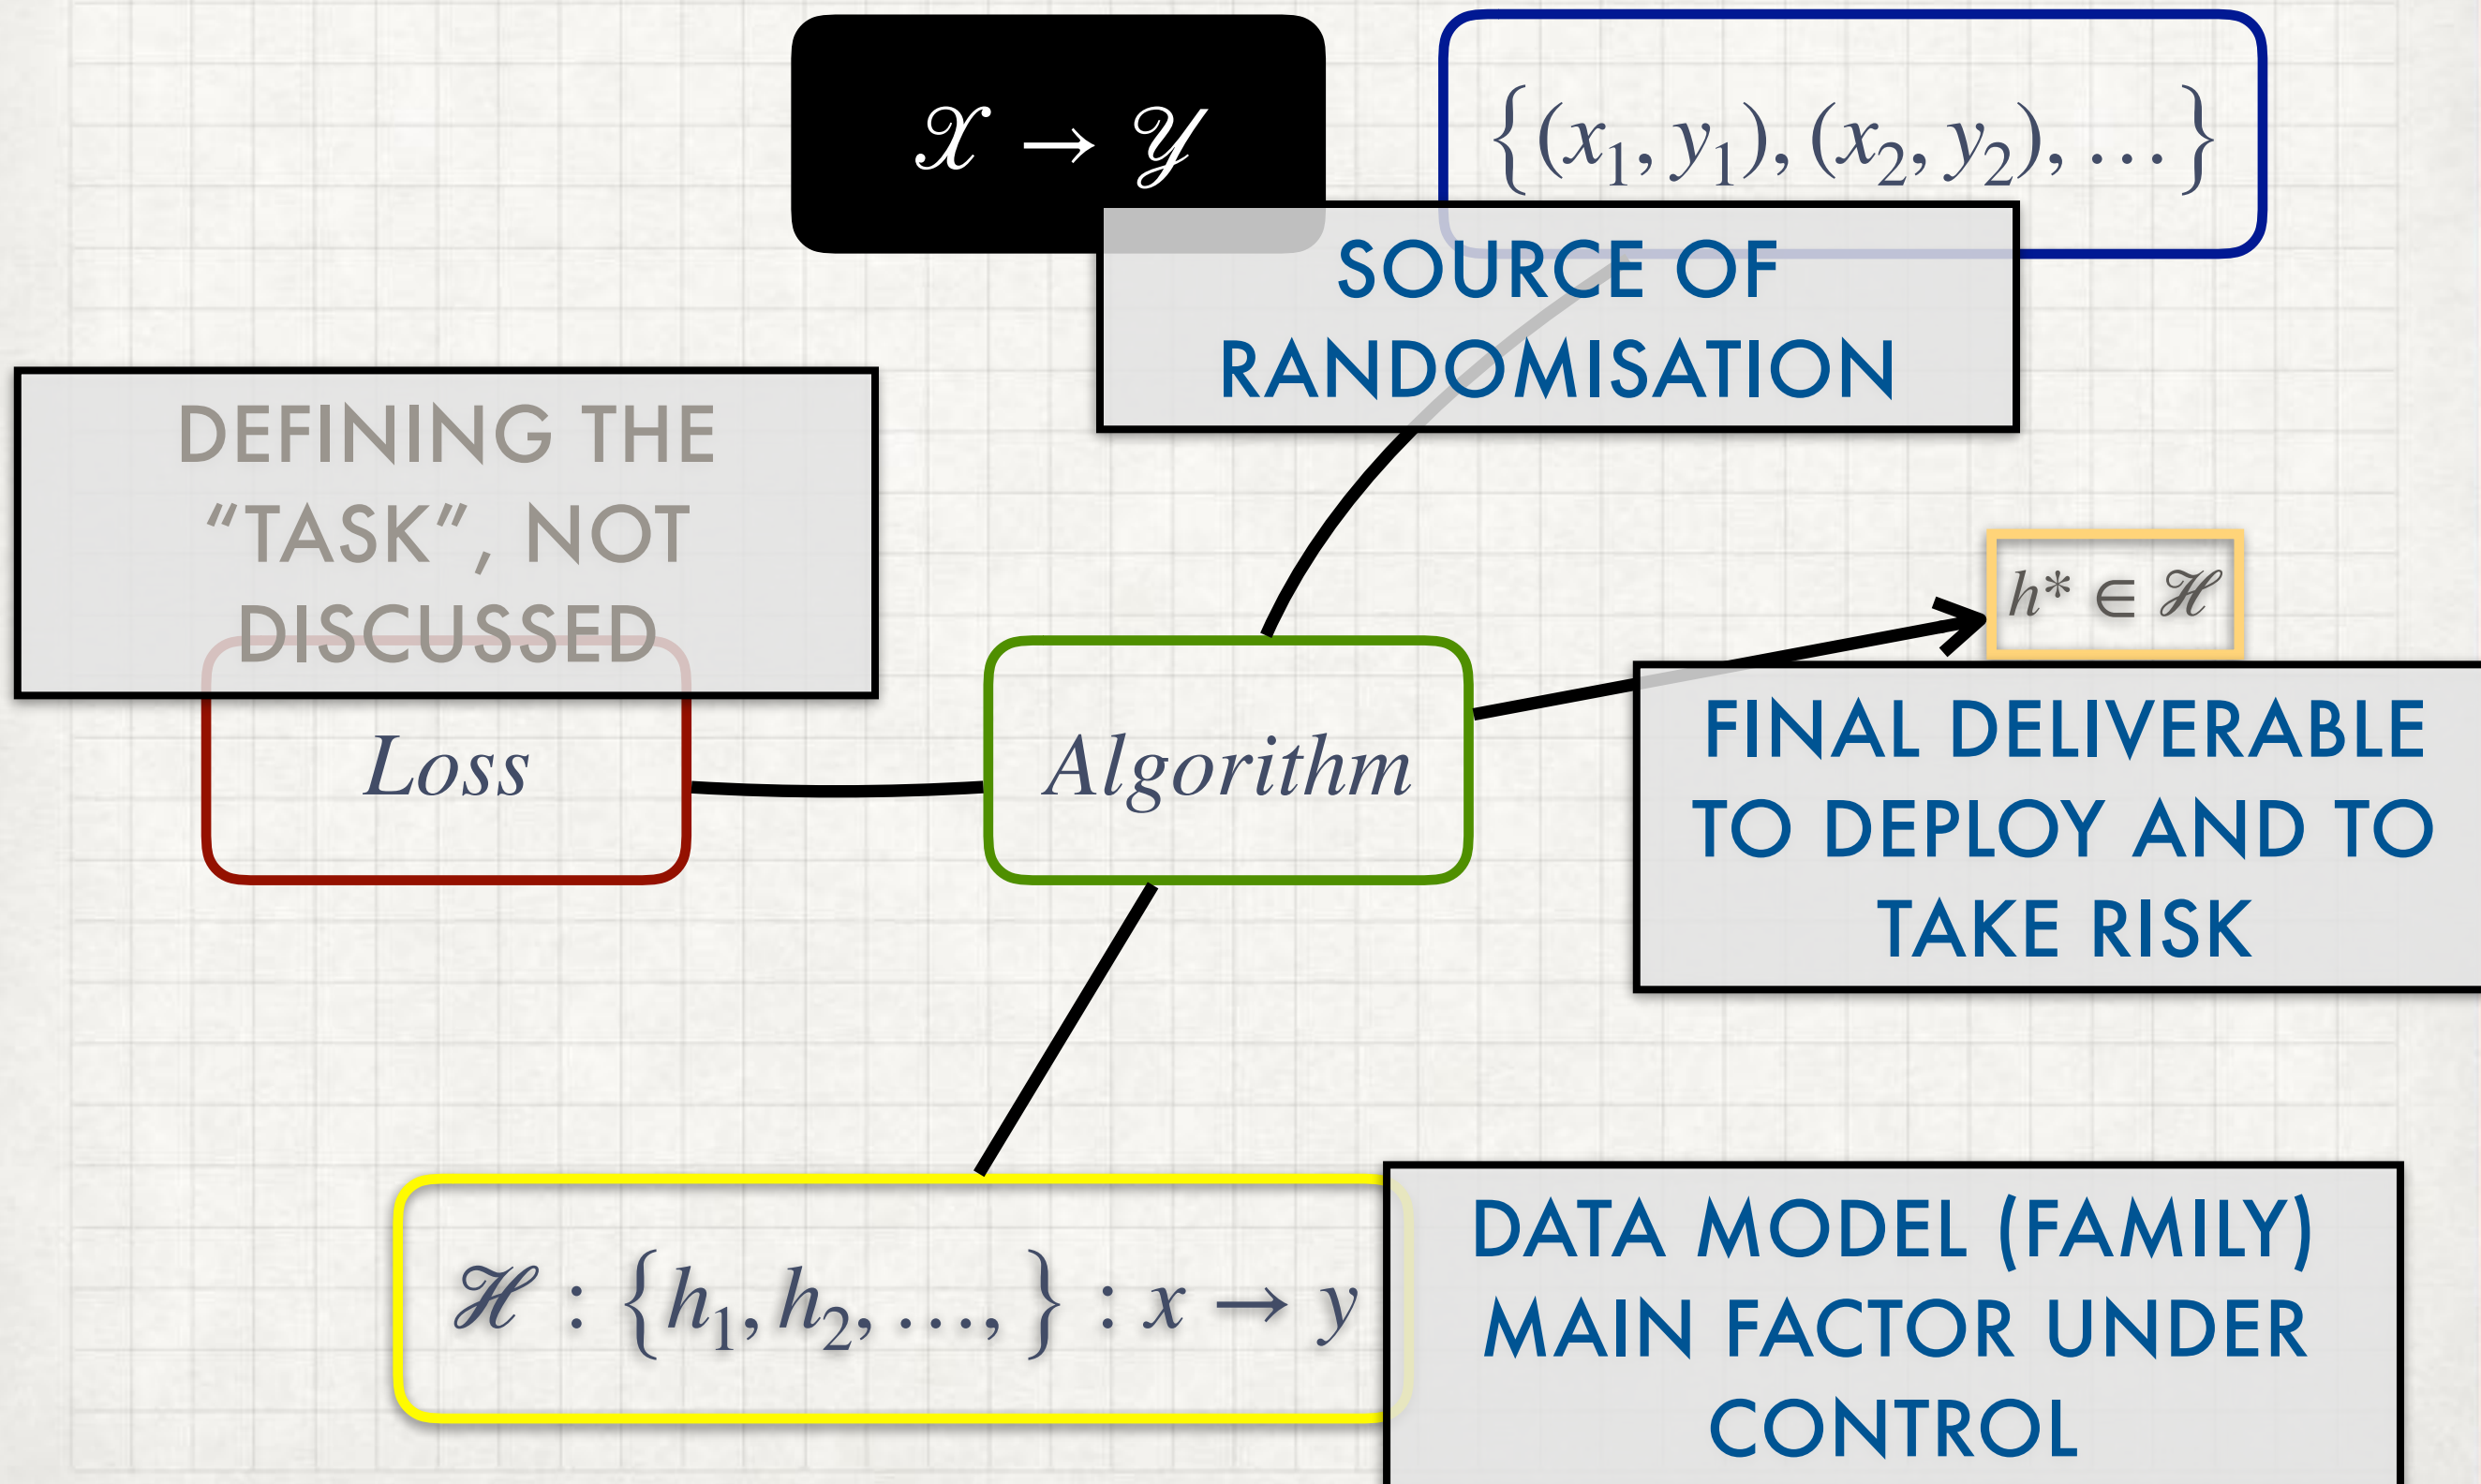 𝒳 → 𝒴
{(x₁, y₁), (x₂, y₂), …}
SOURCE OF
RANDOMISATION
DEFINING THE
“TASK”, NOT
DISCUSSED
h* ∈ ℋ
Loss
Algorithm
FINAL DELIVERABLE
TO DEPLOY AND TO
TAKE RISK
ℋ : {h₁, h₂, …, } : x → y
DATA MODEL (FAMILY)
MAIN FACTOR UNDER
CONTROL